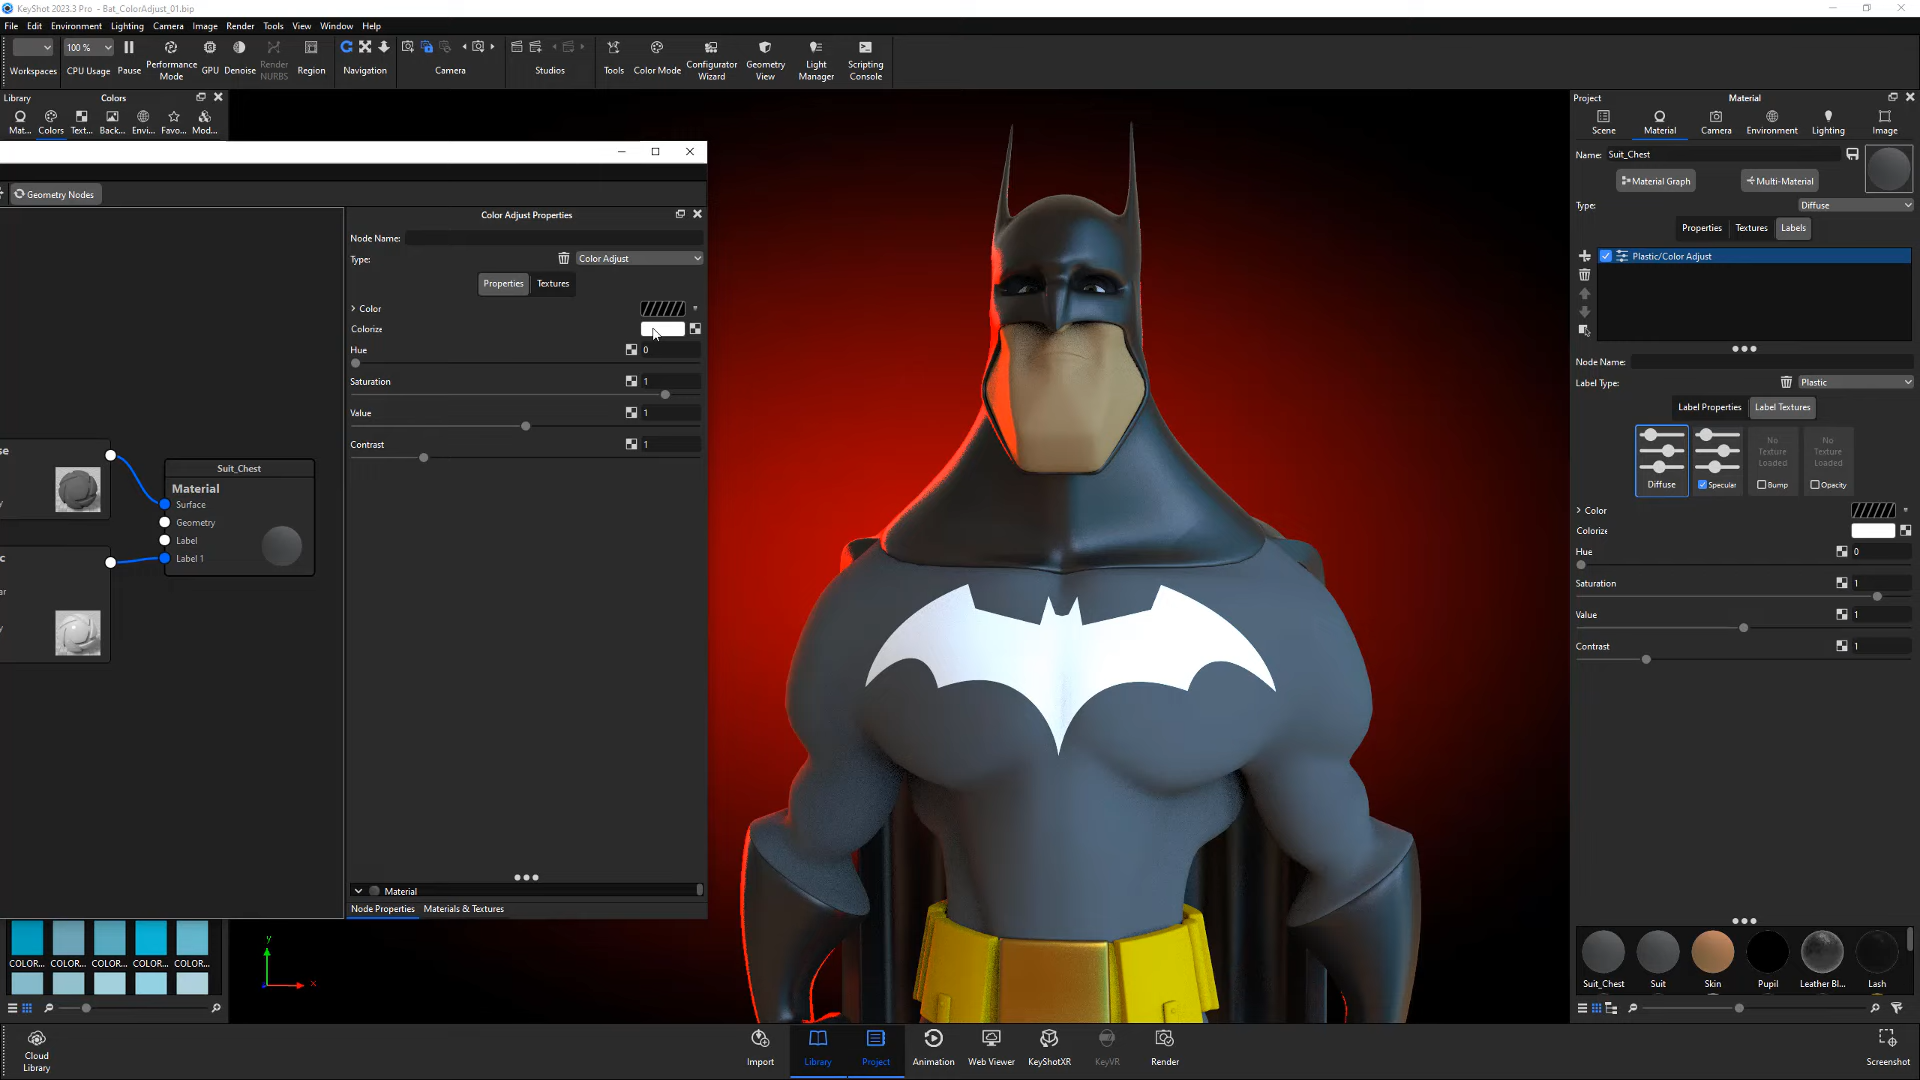 KeyShot 2023.3 Pro - Bat_ColorAdjust_01.bip
File Edit Environment Lighting Camera Image Render Tools View Window Help
100 %
Workspaces CPU Usage Pause Performance Mode GPU Denoise Render NURBS Region Navigation Camera Studios Tools Color Mode Configurator Wizard Geometry View Light Manager Scripting Console
Library Colors
Mat... Colors Text... Back... Envi... Favo... Mod...
Geometry Nodes
Color Adjust Properties
Node Name:
Type: Color Adjust
Properties Textures
Color
Colorize
Hue 0
Saturation 1
Value 1
Contrast 1
Suit_Chest
Material
Surface
Geometry
Label
Label 1
Material
Node Properties Materials & Textures
COLOR... COLOR... COLOR... COLOR... COLOR...
y
x
Project Material
Scene Material Camera Environment Lighting Image
Name: Suit_Chest
Material Graph Multi-Material
Type: Diffuse
Properties Textures Labels
Plastic/Color Adjust
Node Name:
Label Type: Plastic
Label Properties Label Textures
No Texture Loaded No Texture Loaded
Diffuse Specular Bump Opacity
Color
Colorize
Hue 0
Saturation 1
Value 1
Contrast 1
Suit_Chest Suit Skin Pupil Leather Bl... Lash
Cloud Library
Import Library Project Animation Web Viewer KeyShotXR KeyVR Render
Screenshot